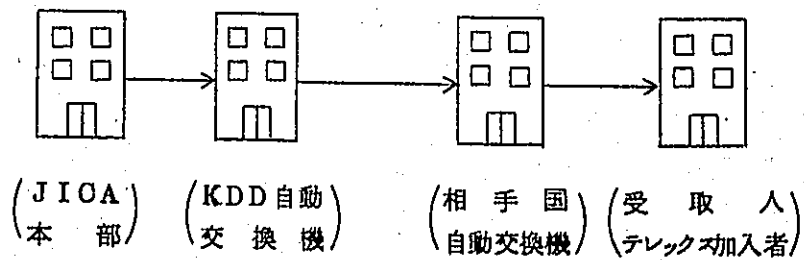 JICA
本部
KDD自動
交換機
相手国
自動交換機
受取人
テレックス加入者